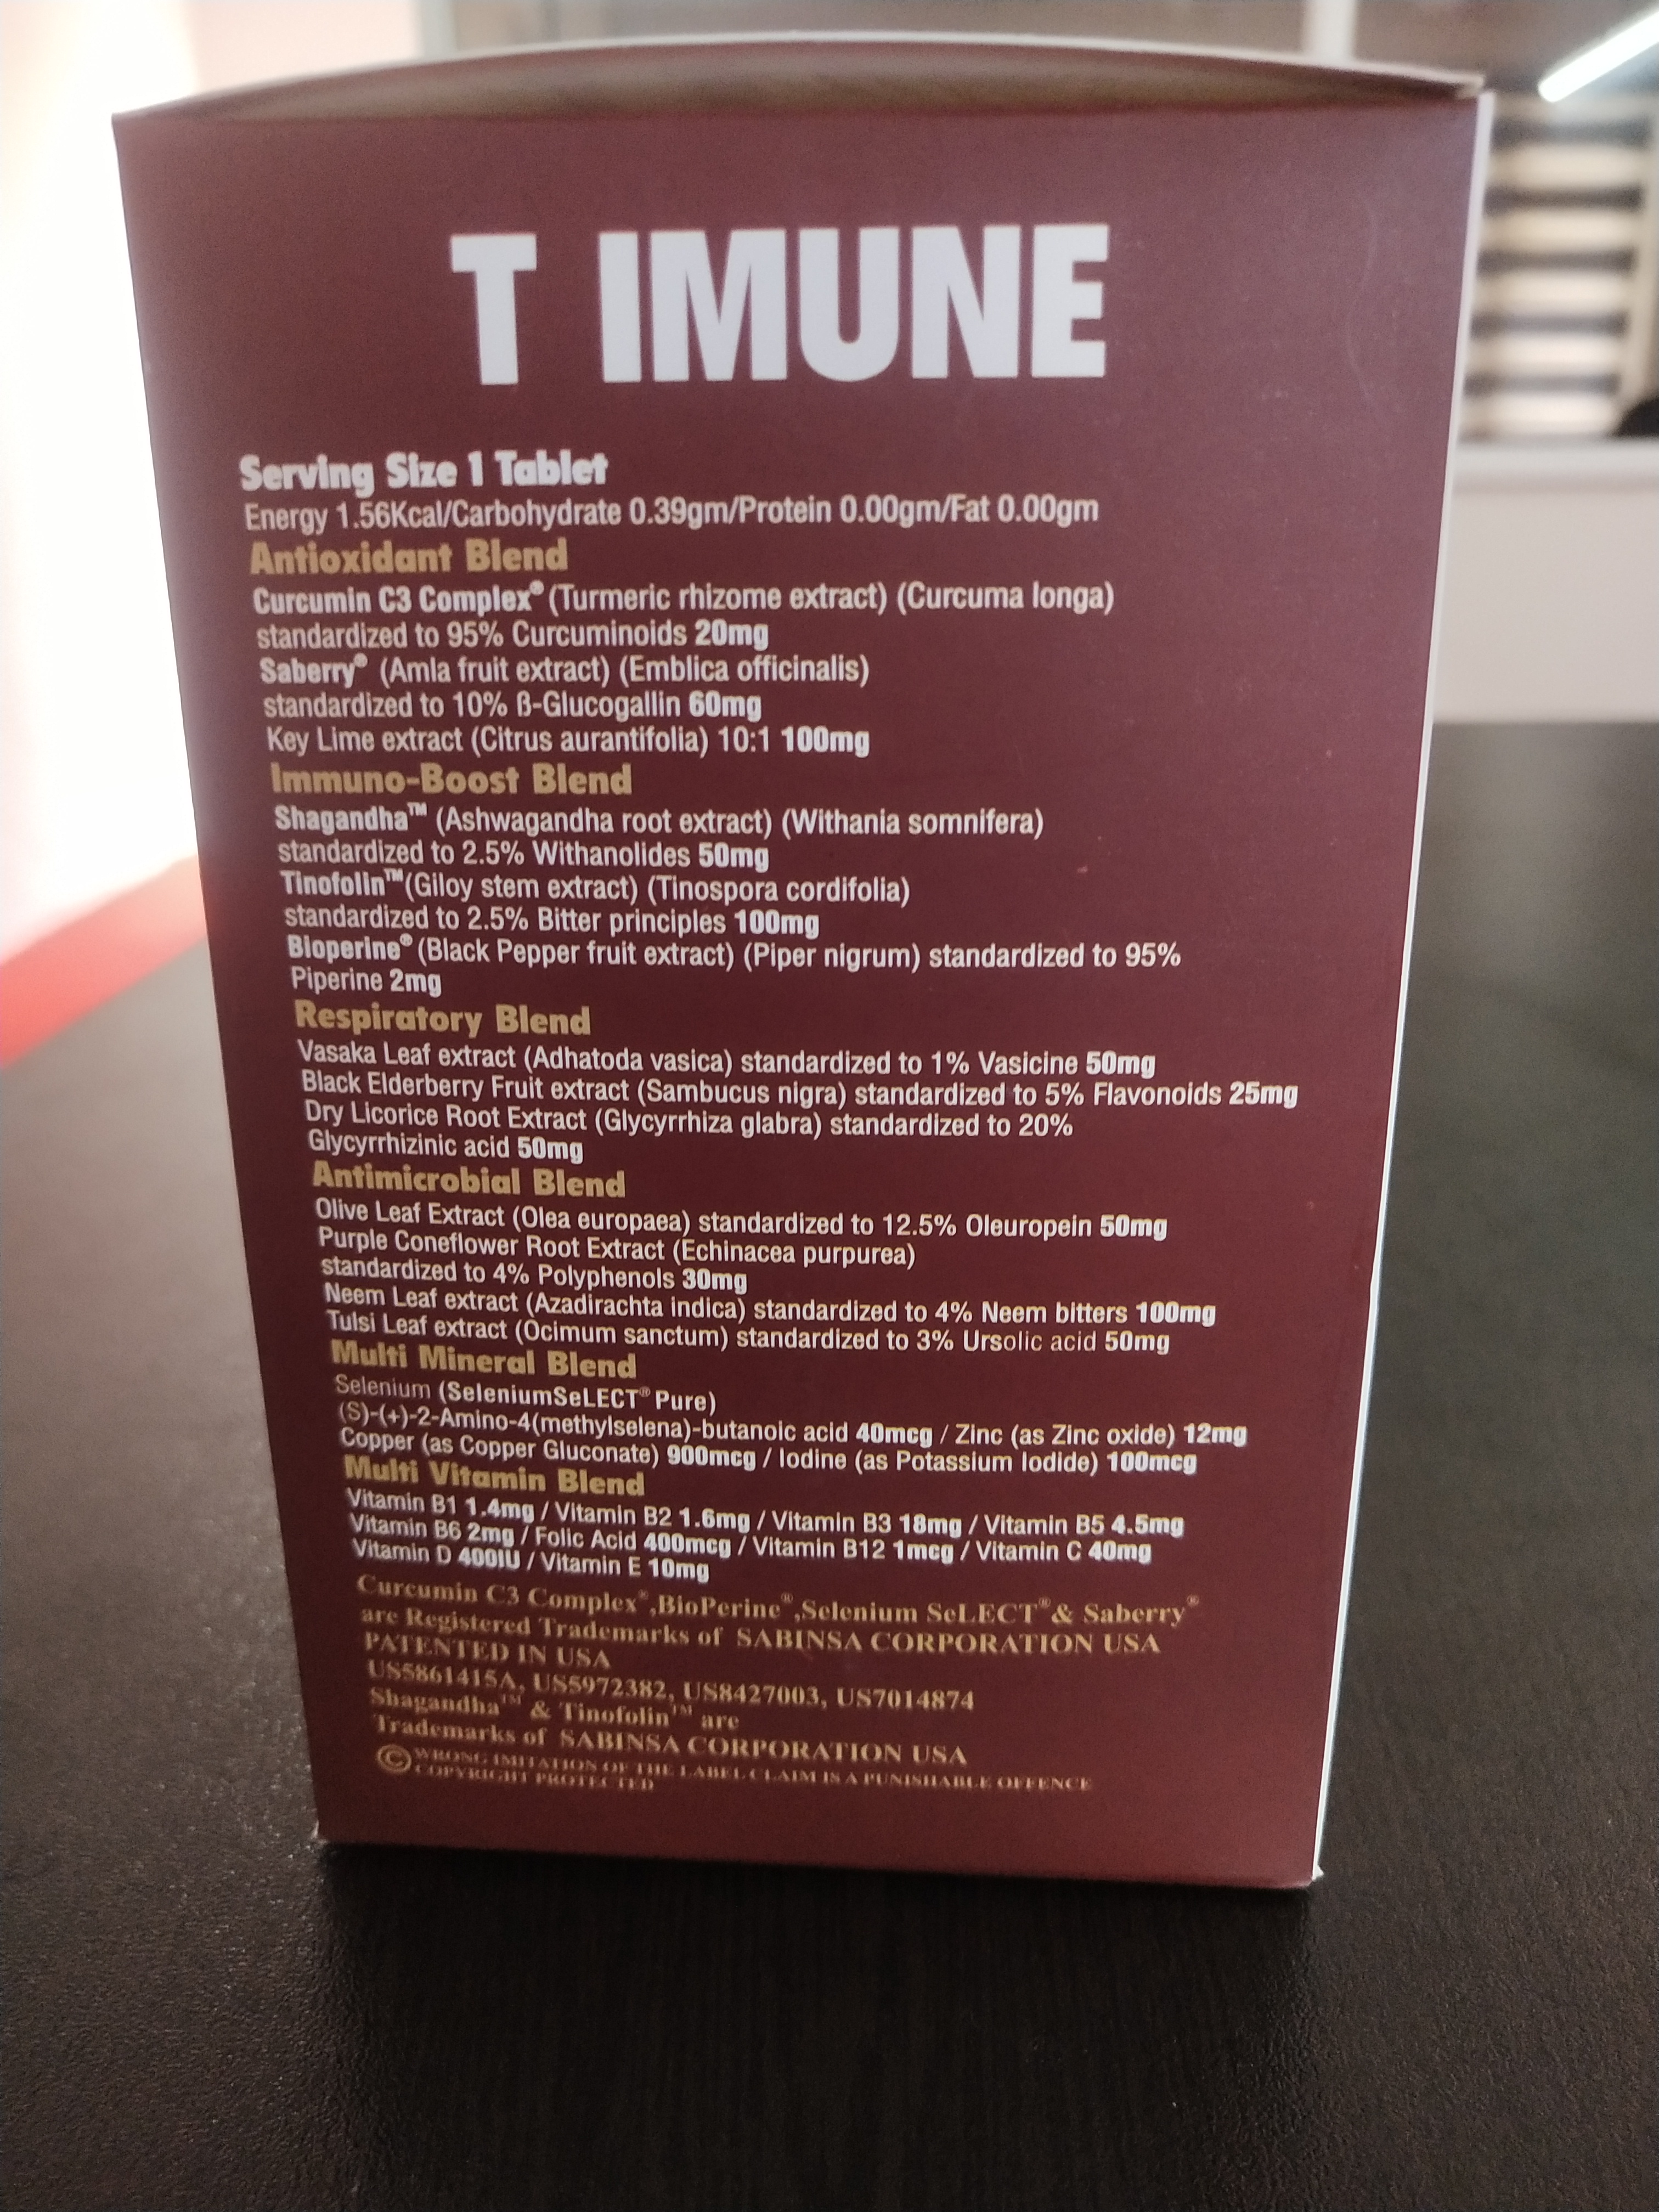 T IMUNE
Serving Size 1 Tablet
Energy 1.56Kcal/Carbohydrate 0.39gm/Protein 0.00gm/Fat 0.00gm
Antioxidant Blend
Curcumin C3 Complex® (Turmeric rhizome extract) (Curcuma longa)
standardized to 95% Curcuminoids 20mg
Saberry® (Amla fruit extract) (Emblica officinalis)
standardized to 10% ß-Glucogallin 60mg
Key Lime extract (Citrus aurantifolia) 10:1 100mg
Immuno-Boost Blend
Shagandha™ (Ashwagandha root extract) (Withania somnifera)
standardized to 2.5% Withanolides 50mg
Tinofolin™(Giloy stem extract) (Tinospora cordifolia)
standardized to 2.5% Bitter principles 100mg
Bioperine® (Black Pepper fruit extract) (Piper nigrum) standardized to 95%
Piperine 2mg
Respiratory Blend
Vasaka Leaf extract (Adhatoda vasica) standardized to 1% Vasicine 50mg
Black Elderberry Fruit extract (Sambucus nigra) standardized to 5% Flavonoids 25mg
Dry Licorice Root Extract (Glycyrrhiza glabra) standardized to 20%
Glycyrrhizinic acid 50mg
Antimicrobial Blend
Olive Leaf Extract (Olea europaea) standardized to 12.5% Oleuropein 50mg
Purple Coneflower Root Extract (Echinacea purpurea)
standardized to 4% Polyphenols 30mg
Neem Leaf extract (Azadirachta indica) standardized to 4% Neem bitters 100mg
Tulsi Leaf extract (Ocimum sanctum) standardized to 3% Ursolic acid 50mg
Multi Mineral Blend
Selenium (SeleniumSeLECT® Pure)
(S)-(+)-2-Amino-4(methylselena)-butanoic acid 40mcg / Zinc (as Zinc oxide) 12mg
Copper (as Copper Gluconate) 900mcg / Iodine (as Potassium Iodide) 100mcg
Multi Vitamin Blend
Vitamin B1 1.4mg / Vitamin B2 1.6mg / Vitamin B3 18mg / Vitamin B5 4.5mg
Vitamin B6 2mg / Folic Acid 400mcg / Vitamin B12 1mcg / Vitamin C 40mg
Vitamin D 400IU / Vitamin E 10mg
Curcumin C3 Complex®,BioPerine®,Selenium SeLECT® & Saberry®
are Registered Trademarks of SABINSA CORPORATION USA
PATENTED IN USA
US5861415A, US5972382, US8427003, US7014874
Shagandha™ & Tinofolin™ are
Trademarks of SABINSA CORPORATION USA
© WRONG IMITATION OF THE LABEL CLAIM IS A PUNISHABLE OFFENCE
COPYRIGHT PROTECTED